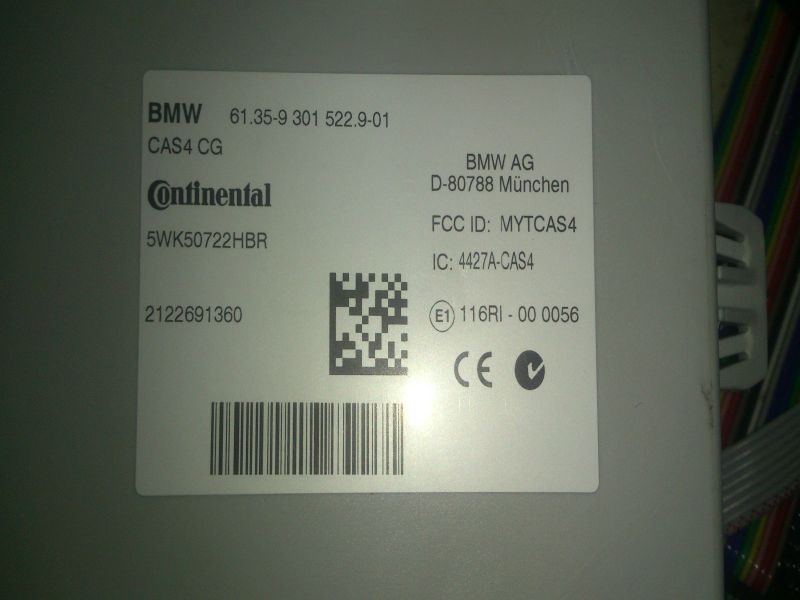 BMW 61.35-9 301 522.9-01
CAS4 CG
Continental
5WK50722HBR
2122691360
BMW AG
D-80788 München
FCC ID: MYTCAS4
IC: 4427A-CAS4
E1 116RI - 00 0056
CE